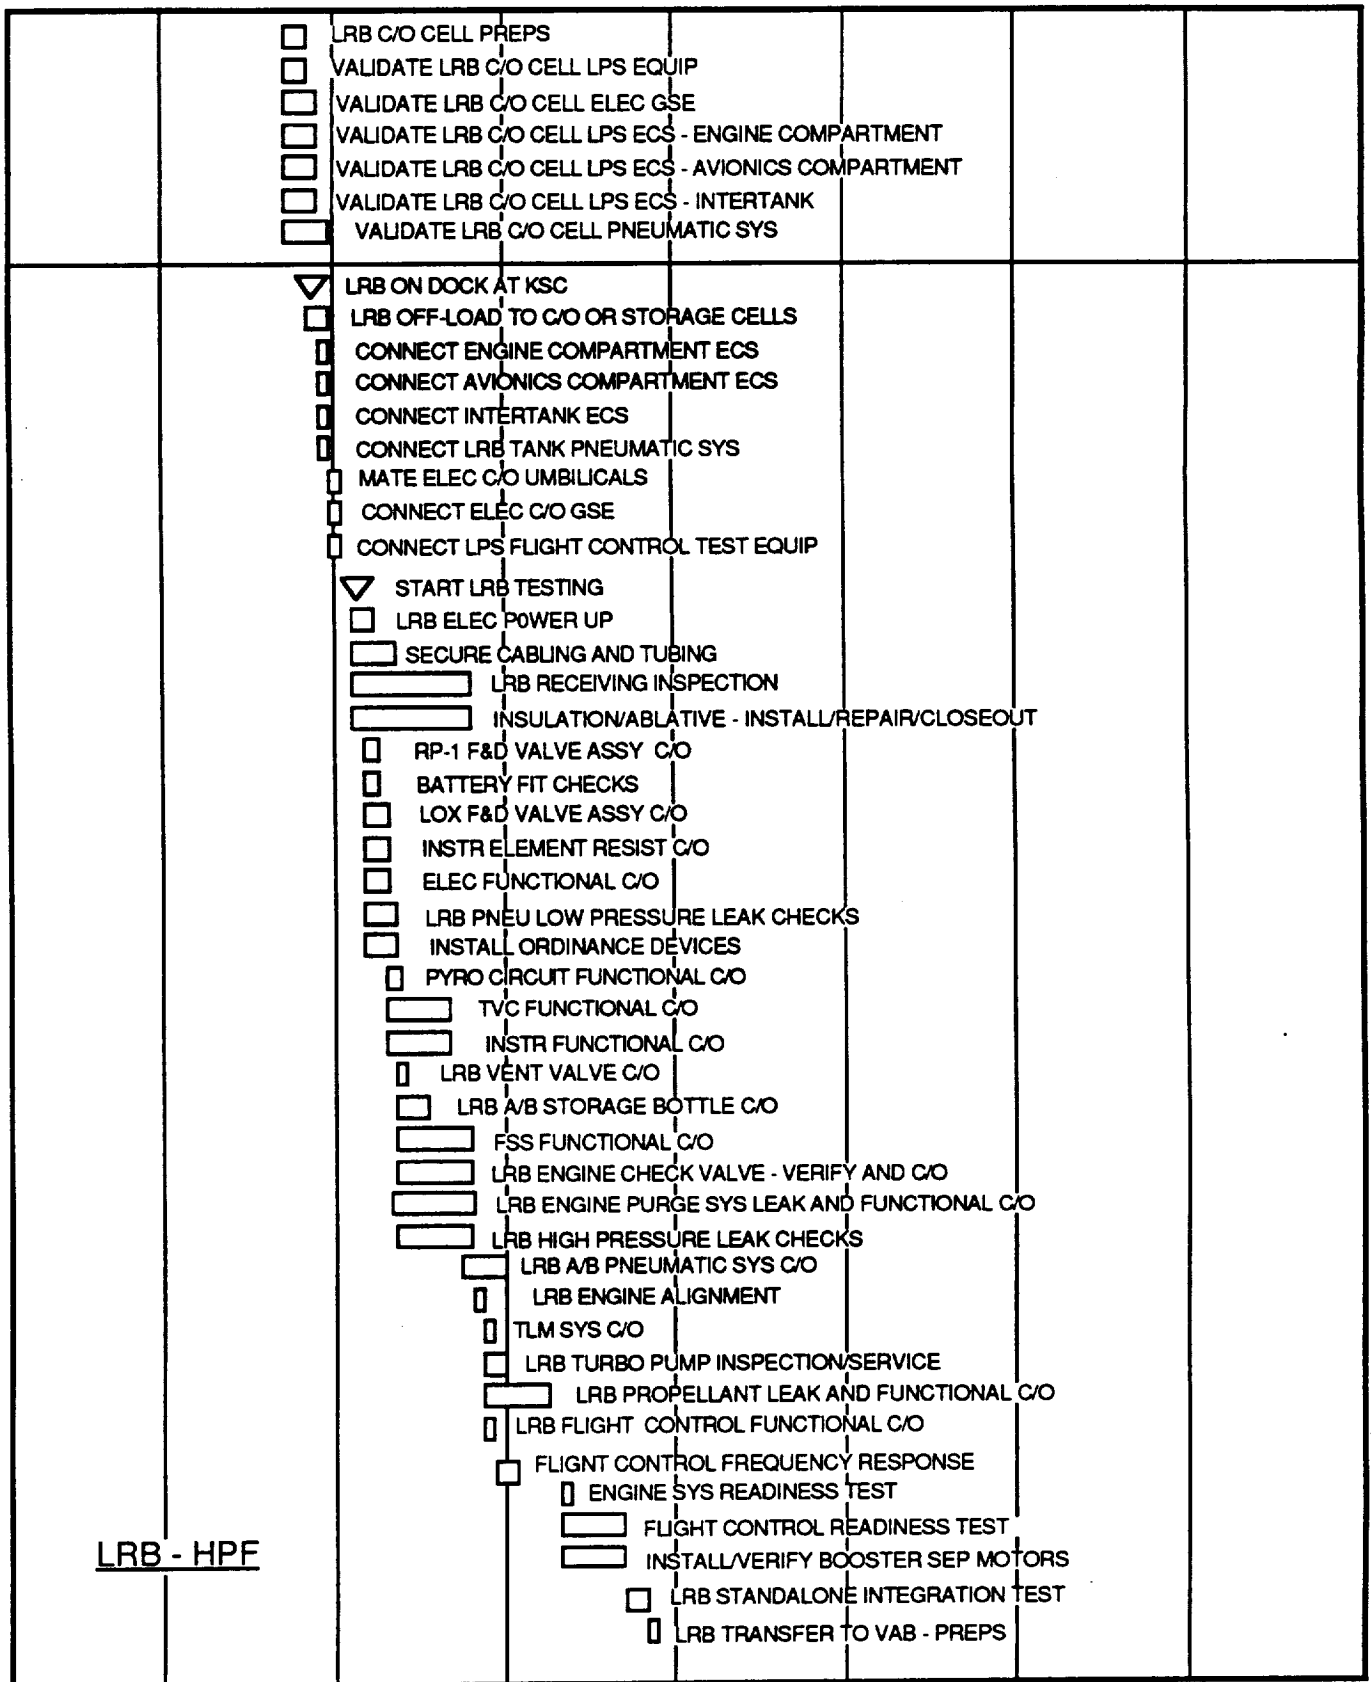 LRB C/O CELL PREPS
VALIDATE LRB C/O CELL LPS EQUIP
VALIDATE LRB C/O CELL ELEC GSE
VALIDATE LRB C/O CELL LPS ECS - ENGINE COMPARTMENT
VALIDATE LRB C/O CELL LPS ECS - AVIONICS COMPARTMENT
VALIDATE LRB C/O CELL LPS ECS - INTERTANK
VALIDATE LRB C/O CELL PNEUMATIC SYS
LRB ON DOCK AT KSC
LRB OFF-LOAD TO C/O OR STORAGE CELLS
CONNECT ENGINE COMPARTMENT ECS
CONNECT AVIONICS COMPARTMENT ECS
CONNECT INTERTANK ECS
CONNECT LRB TANK PNEUMATIC SYS
MATE ELEC C/O UMBILICALS
CONNECT ELEC C/O GSE
CONNECT LPS FLIGHT CONTROL TEST EQUIP
START LRB TESTING
LRB ELEC POWER UP
SECURE CABLING AND TUBING
LRB RECEIVING INSPECTION
INSULATION/ABLATIVE - INSTALL/REPAIR/CLOSEOUT
RP-1 F&D VALVE ASSY C/O
BATTERY FIT CHECKS
LOX F&D VALVE ASSY C/O
INSTR ELEMENT RESIST C/O
ELEC FUNCTIONAL C/O
LRB PNEU LOW PRESSURE LEAK CHECKS
INSTALL ORDINANCE DEVICES
PYRO CIRCUIT FUNCTIONAL C/O
TVC FUNCTIONAL C/O
INSTR FUNCTIONAL C/O
LRB VENT VALVE C/O
LRB A/B STORAGE BOTTLE C/O
FSS FUNCTIONAL C/O
LRB ENGINE CHECK VALVE - VERIFY AND C/O
LRB ENGINE PURGE SYS LEAK AND FUNCTIONAL C/O
LRB HIGH PRESSURE LEAK CHECKS
LRB A/B PNEUMATIC SYS C/O
LRB ENGINE ALIGNMENT
TLM SYS C/O
LRB TURBO PUMP INSPECTION/SERVICE
LRB PROPELLANT LEAK AND FUNCTIONAL C/O
LRB FLIGHT CONTROL FUNCTIONAL C/O
FLIGNT CONTROL FREQUENCY RESPONSE
ENGINE SYS READINESS TEST
FLIGHT CONTROL READINESS TEST
INSTALL/VERIFY BOOSTER SEP MOTORS
LRB - HPF
LRB STANDALONE INTEGRATION TEST
LRB TRANSFER TO VAB - PREPS